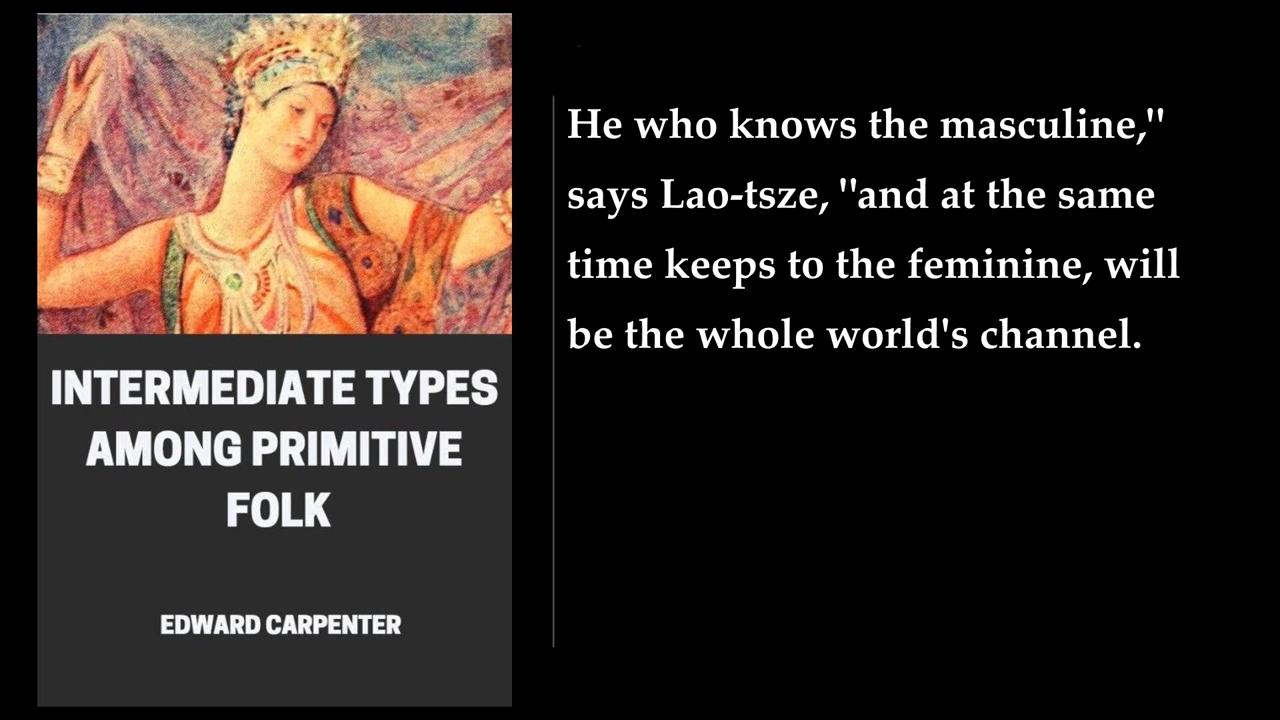 INTERMEDIATE TYPES
AMONG PRIMITIVE
FOLK
EDWARD CARPENTER
He who knows the masculine,"
says Lao-tsze, "and at the same
time keeps to the feminine, will
be the whole world's channel.